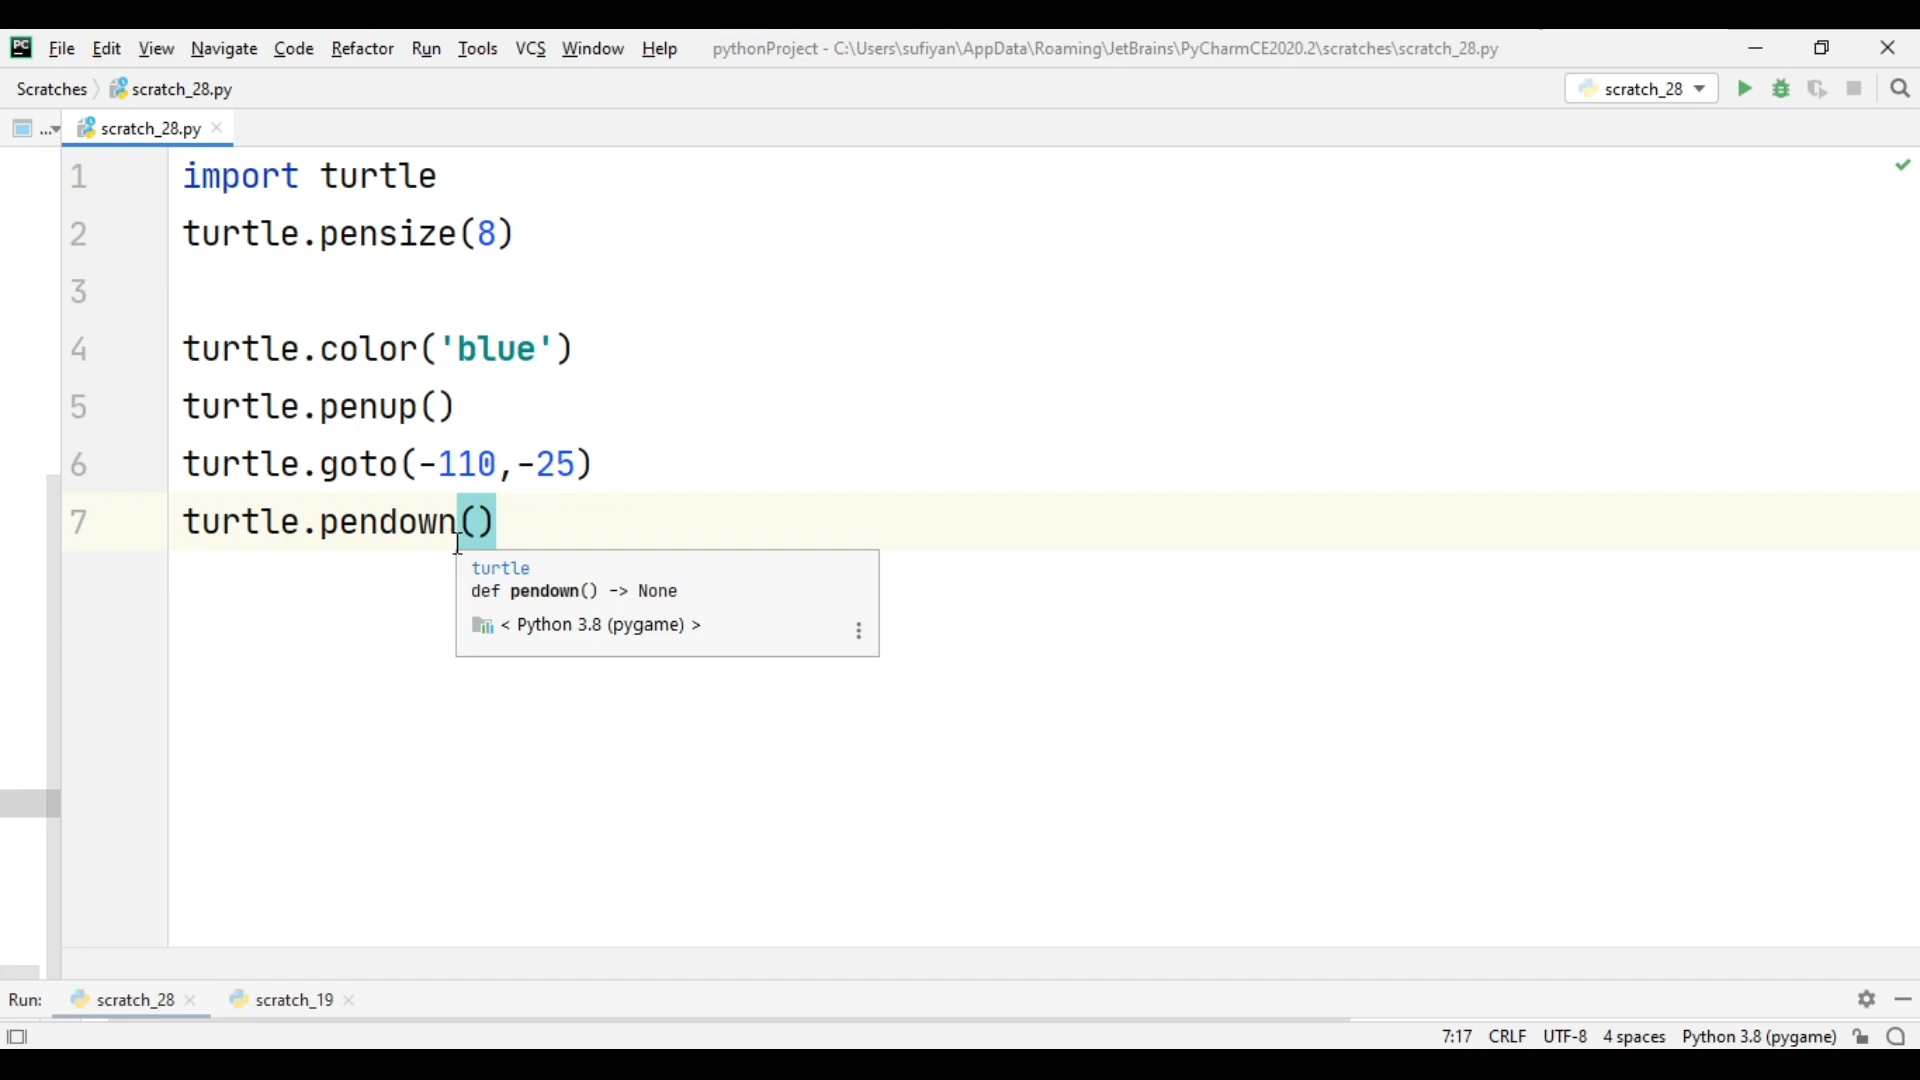 PC File Edit View Navigate Code Refactor Run Tools VCS Window Help pythonProject - C:\Users\sufiyan\AppData\Roaming\JetBrains\PyCharmCE2020.2\scratches\scratch_28.py
Scratches scratch_28.py scratch_28
... scratch_28.py
1 import turtle
2 turtle.pensize(8)
3
4 turtle.color('blue')
5 turtle.penup()
6 turtle.goto(-110,-25)
7 turtle.pendown()
turtle
def pendown() -> None
< Python 3.8 (pygame) >
Run: scratch_28 scratch_19
7:17 CRLF UTF-8 4 spaces Python 3.8 (pygame)